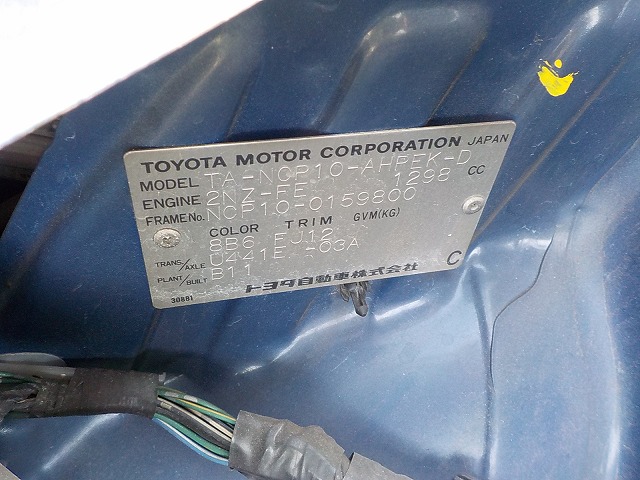 TOYOTA MOTOR CORPORATION JAPAN
MODEL TA-NCP10-AHPEK-D
ENGINE 2NZ-FE 1298 CC
FRAME No. NCP10-0159800
COLOR TRIM GVM(KG)
8B6 EJ12
TRANS/AXLE U441E -03A
PLANT/BUILT B11
C
トヨタ自動車株式会社
30881